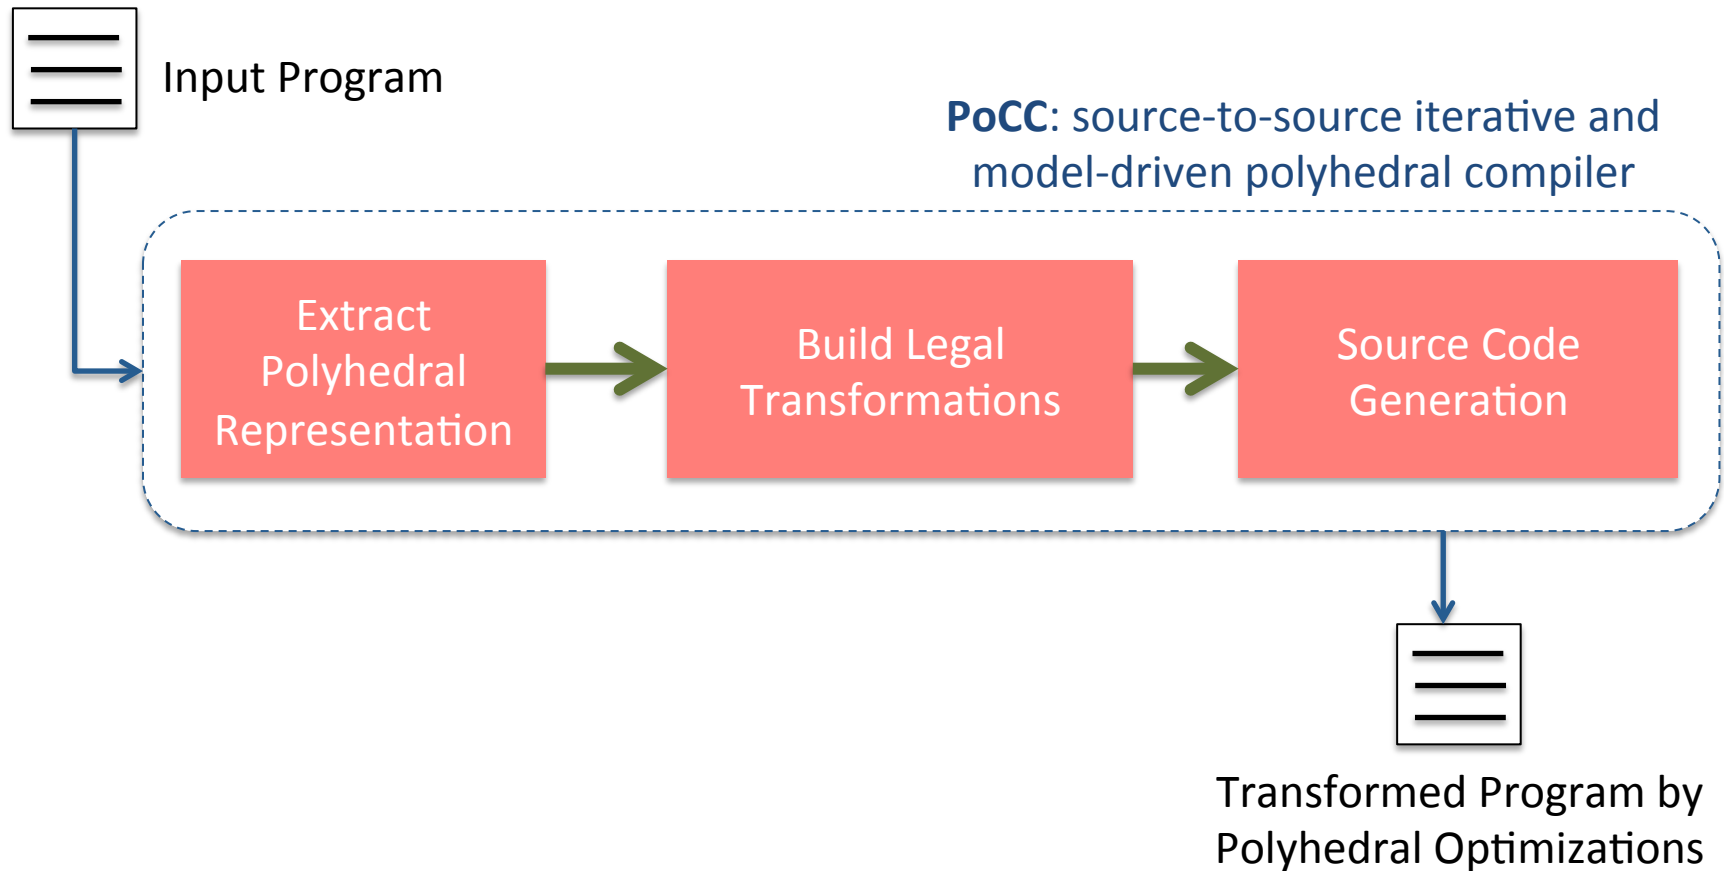 Input Program
PoCC: source-to-source iterative and
model-driven polyhedral compiler
Extract
Polyhedral
Representation
Build Legal
Transformations
Source Code
Generation
Transformed Program by
Polyhedral Optimizations